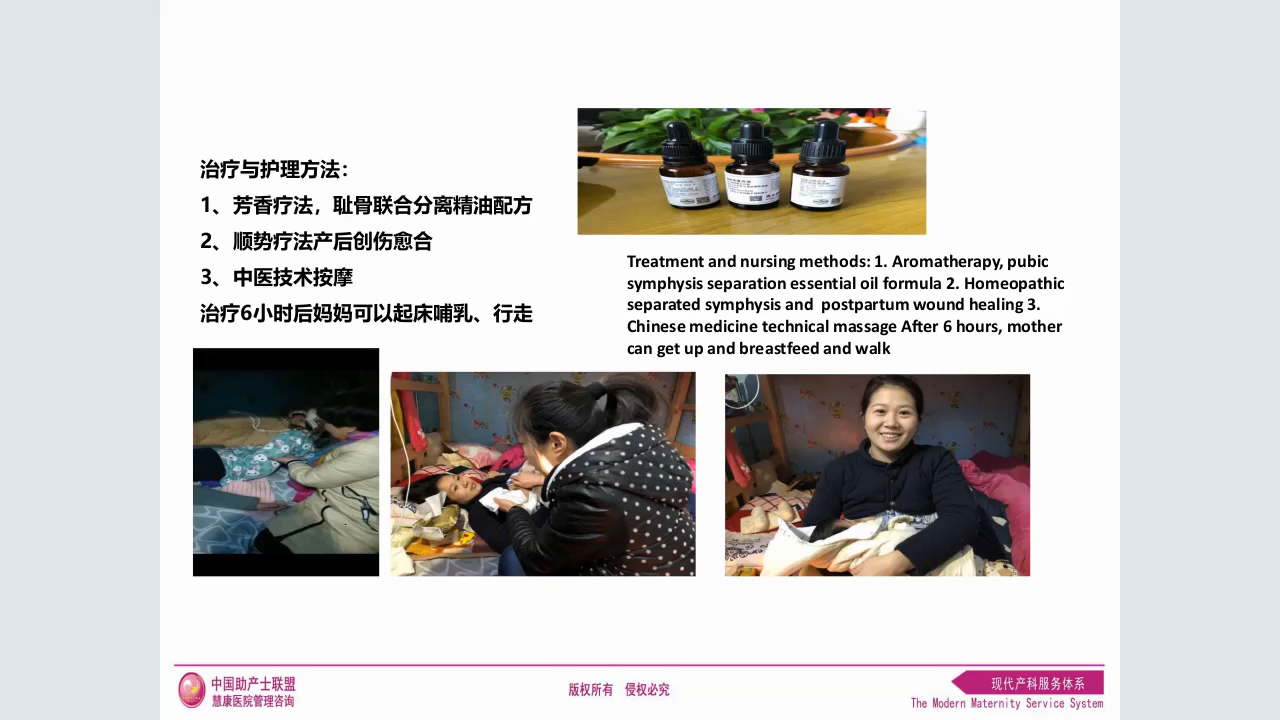 治疗与护理方法：
1、芳香疗法，耻骨联合分离精油配方
2、顺势疗法产后创伤愈合
3、中医技术按摩
治疗6小时后妈妈可以起床哺乳、行走
Treatment and nursing methods: 1. Aromatherapy, pubic
symphysis separation essential oil formula 2. Homeopathic
separated symphysis and postpartum wound healing 3.
Chinese medicine technical massage After 6 hours, mother
can get up and breastfeed and walk
中国助产士联盟
慧康医院管理咨询
版权所有 侵权必究
现代产科服务体系
The Modern Maternity Service System